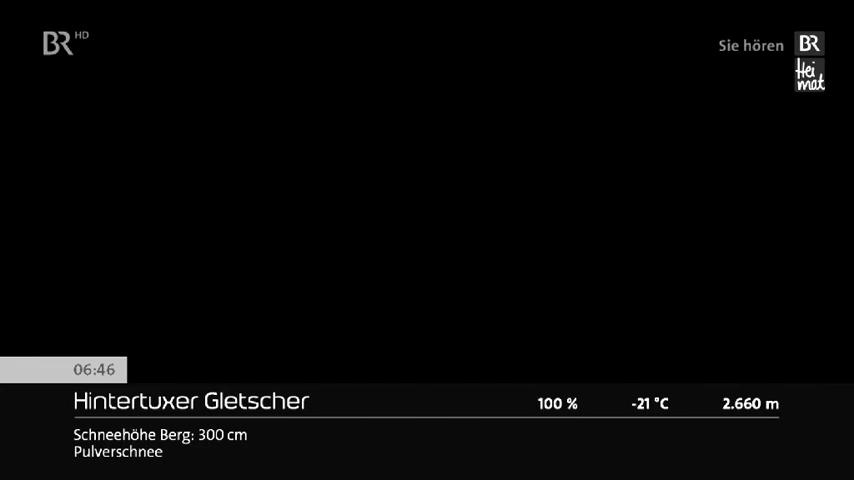 BR HD
Sie hören BR
Hei
mat
06:46
Hintertuxer Gletscher 100 % -21 °C 2.660 m
Schneehöhe Berg: 300 cm
Pulverschnee